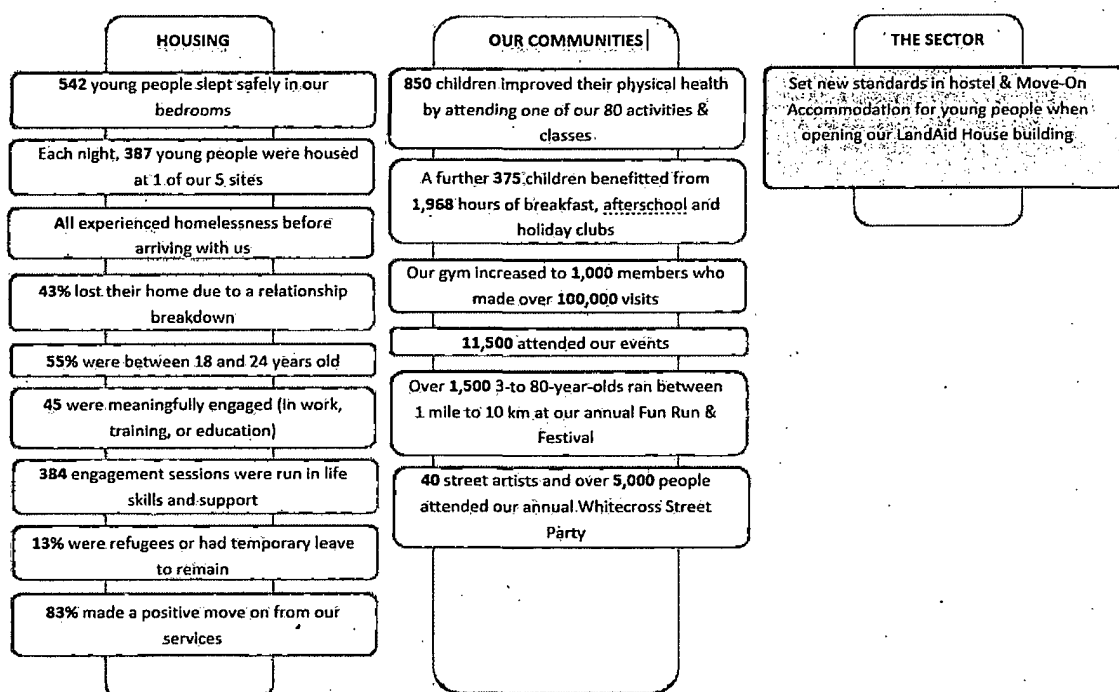 HOUSING
542 young people slept safely in our
bedrooms
Each night, 387 young people were housed
at 1 of our 5 sites
All experienced homelessness before
arriving with us
43% lost their home due to a relationship
breakdown
55% were between 18 and 24 years old
45 were meaningfully engaged (in work,
training, or education)
384 engagement sessions were run in life
skills and support
13% were refugees or had temporary leave
to remain
83% made a positive move on from our
services
OUR COMMUNITIES
850 children improved their physical health
by attending one of our 80 activities &
classes
A further 375 children benefitted from
1,968 hours of breakfast, afterschool and
holiday clubs
Our gym increased to 1,000 members who
made over 100,000 visits
11,500 attended our events
Over 1,500 3-to 80-year-olds ran between
1 mile to 10 km at our annual Fun Run &
Festival
40 street artists and over 5,000 people
attended our annual Whitecross Street
Party
THE SECTOR
Set new standards in hostel & Move-On
Accommodation for young people when
opening our LandAid House building